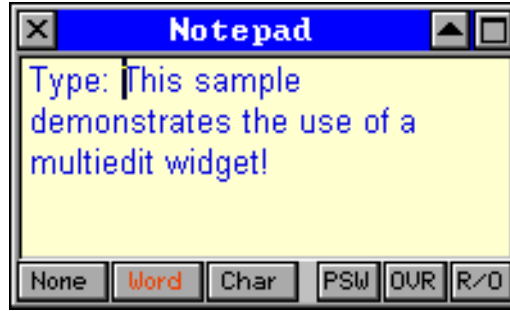 Notepad
Type: This sample
demonstrates the use of a
multiedit widget!
None Word Char PSW OVR R/O